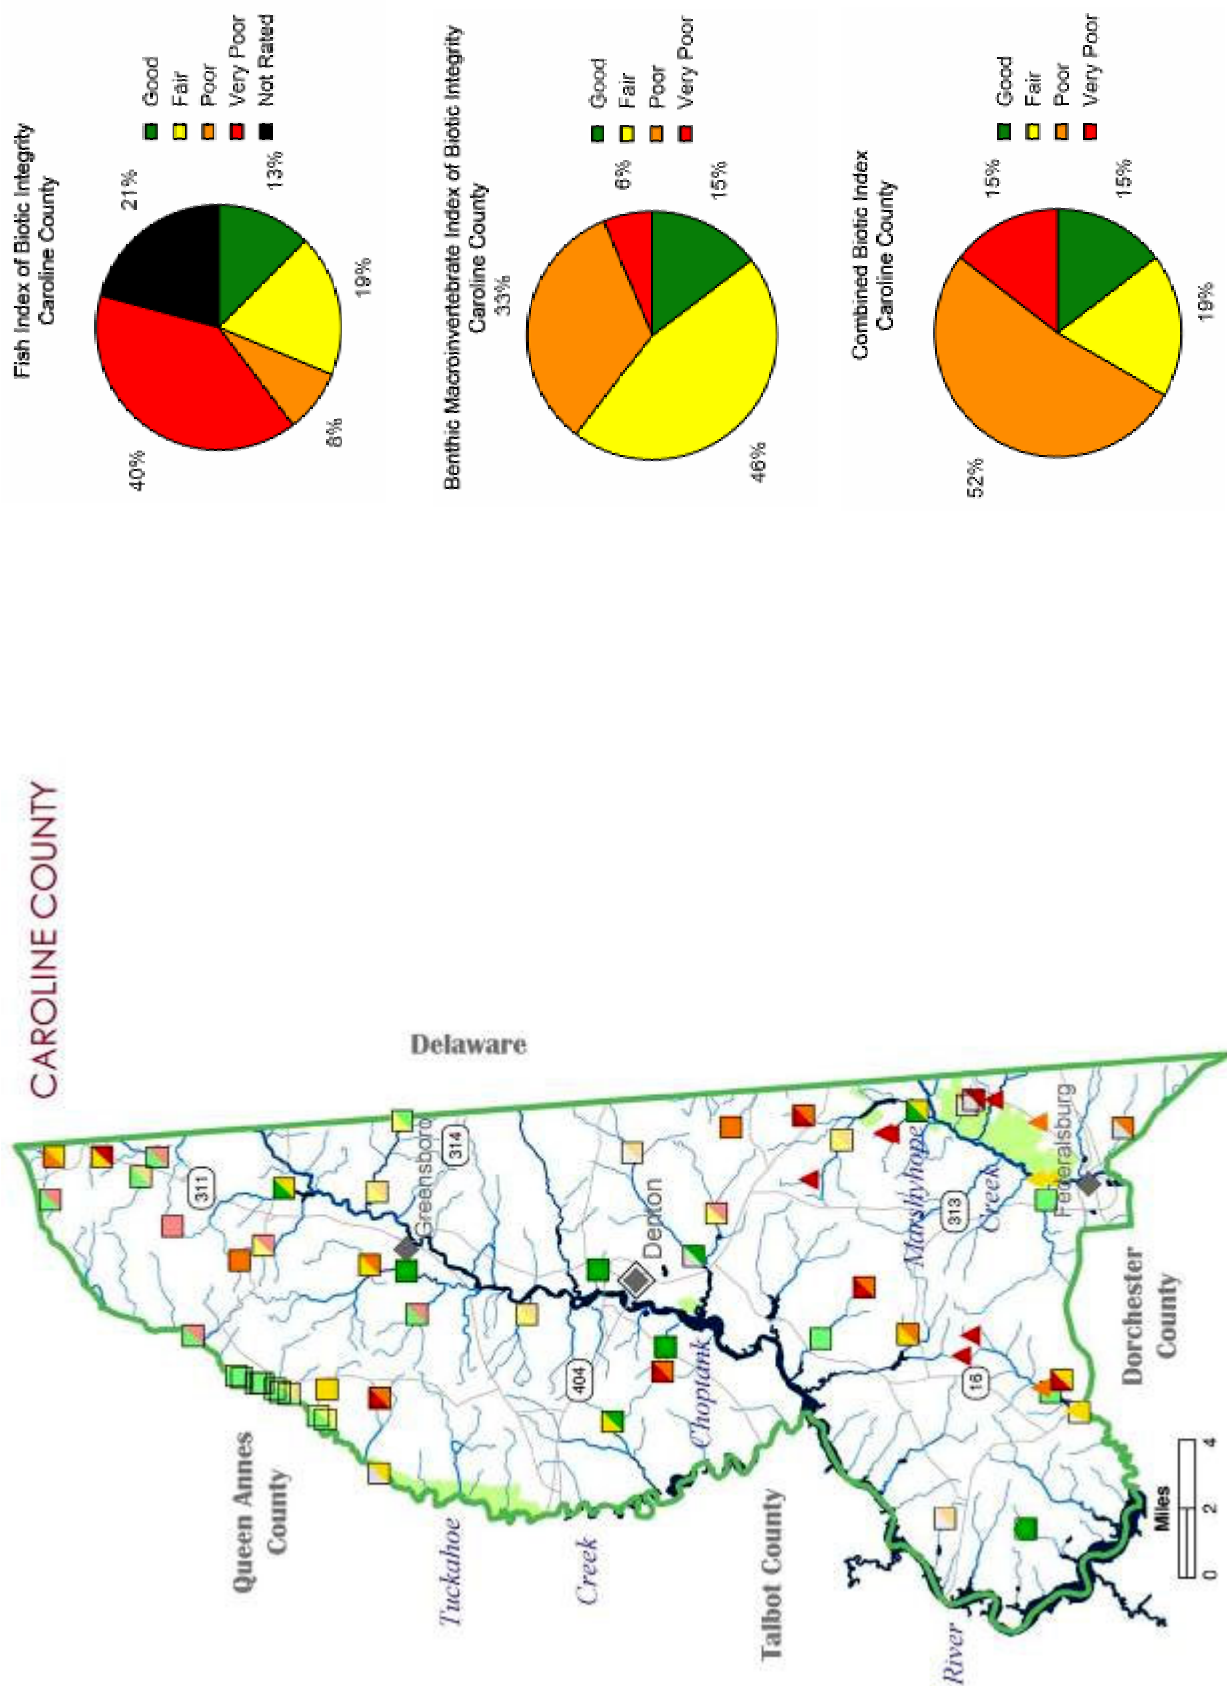 CAROLINE COUNTY
Fish Index of Biotic Integrity
Caroline County
21%
13%
19%
8%
40%
Good
Fair
Poor
Very Poor
Not Rated
Benthic Macroinvertebrate Index of Biotic Integrity
Caroline County
33%
6%
15%
46%
Good
Fair
Poor
Very Poor
Combined Biotic Index
Caroline County
15%
15%
19%
52%
Good
Fair
Poor
Very Poor
Queen Annes
County
Delaware
311
Greensboro
314
Tuckahoe
Creek
404
Denton
Choptank
Talbot County
River
Marshyhope
Creek
313
16
Federalsburg
Dorchester
County
Miles
0 2 4